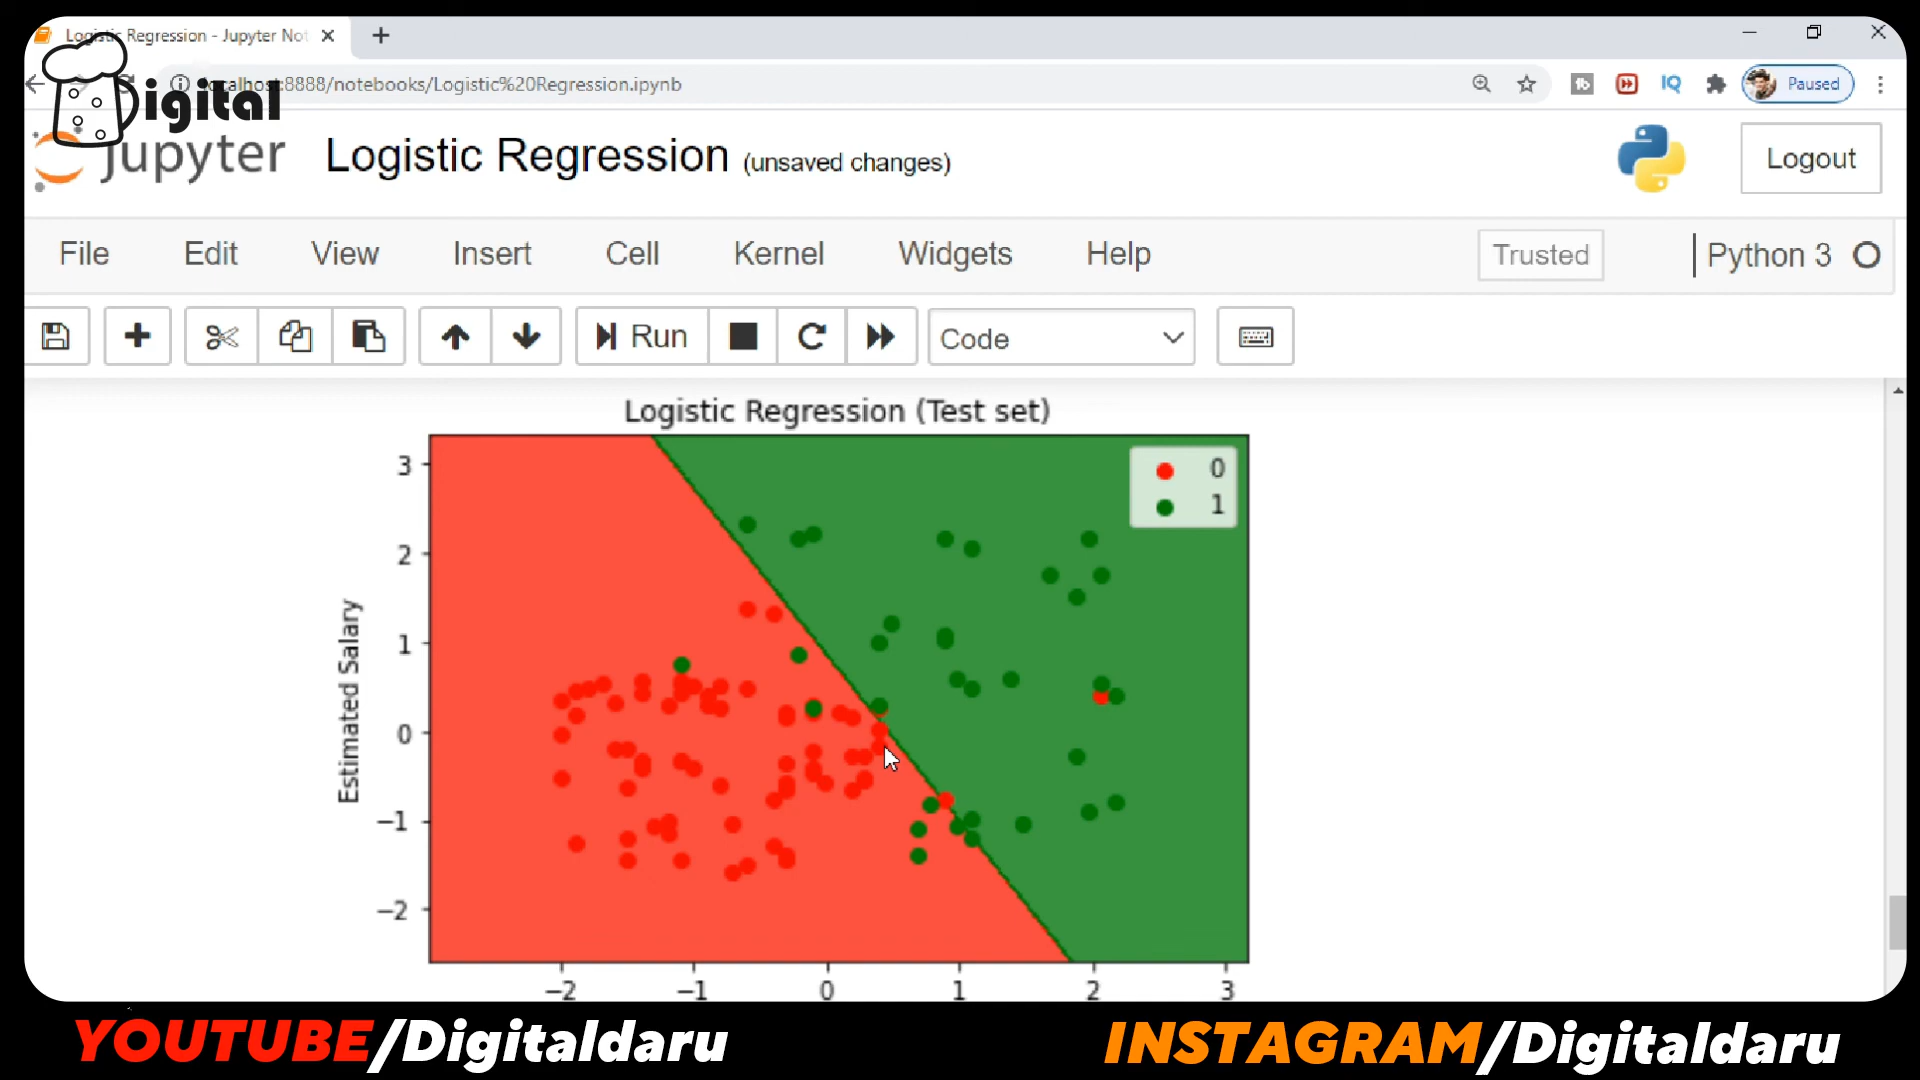 Logistic Regression - Jupyter Not
localhost:8888/notebooks/Logistic%20Regression.ipynb
Paused
Digital
jupyter
Logistic Regression (unsaved changes)
Logout
File Edit View Insert Cell Kernel Widgets Help
Trusted
Python 3
Run
Code
Logistic Regression (Test set)
0
1
Estimated Salary
3
2
1
0
−1
−2
−2 −1 0 1 2 3
YOUTUBE/Digitaldaru
INSTAGRAM/Digitaldaru